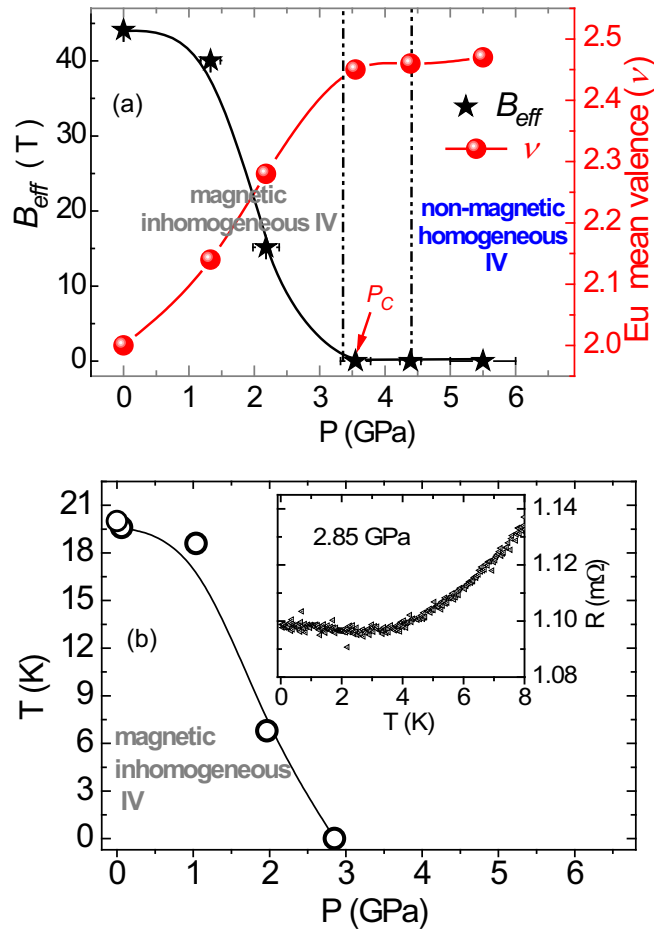 (a)
B_eff (T)
40
30
20
10
0
Eu mean valence (ν)
2.5
2.4
2.3
2.2
2.1
2.0
B_eff
ν
magnetic
inhomogeneous IV
non-magnetic
homogeneous
IV
P_C
0 1 2 3 4 5 6
P (GPa)
(b)
T (K)
21
18
15
12
9
6
3
0
magnetic
inhomogeneous
IV
2.85 GPa
1.14
1.13
1.12
1.10
1.08
R (mΩ)
0 2 4 6 8
T (K)
0 1 2 3 4 5 6
P (GPa)